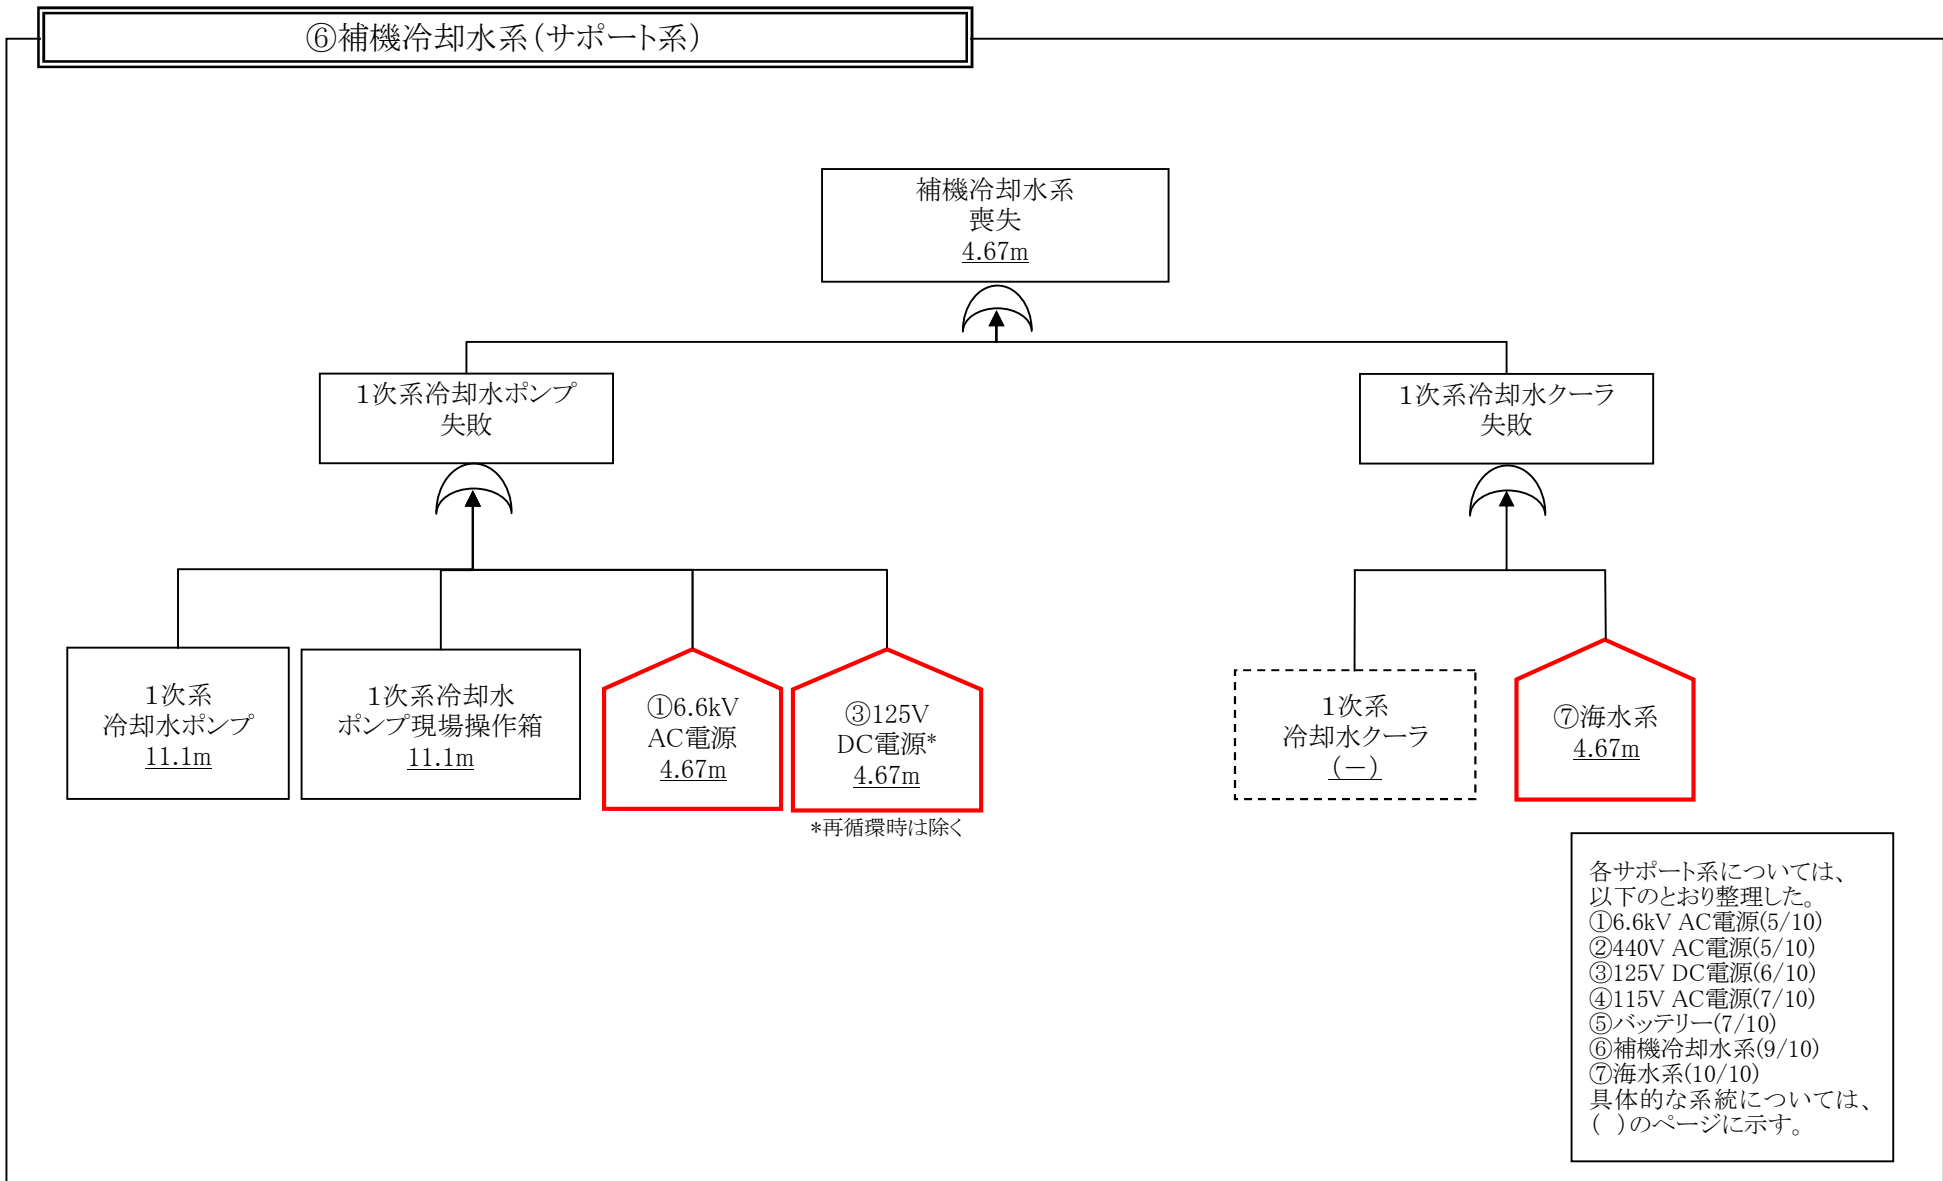 ⑥補機冷却水系(サポート系)
補機冷却水系
喪失
4.67m
1次系冷却水ポンプ
失敗
1次系冷却水クーラ
失敗
1次系
冷却水ポンプ
11.1m
1次系冷却水
ポンプ現場操作箱
11.1m
①6.6kV
AC電源
4.67m
③125V
DC電源*
4.67m
*再循環時は除く
1次系
冷却水クーラ
(-)
⑦海水系
4.67m
各サポート系については、
以下のとおり整理した。
①6.6kV AC電源(5/10)
②440V AC電源(5/10)
③125V DC電源(6/10)
④115V AC電源(7/10)
⑤バッテリー(7/10)
⑥補機冷却水系(9/10)
⑦海水系(10/10)
具体的な系統については、
( )のページに示す。